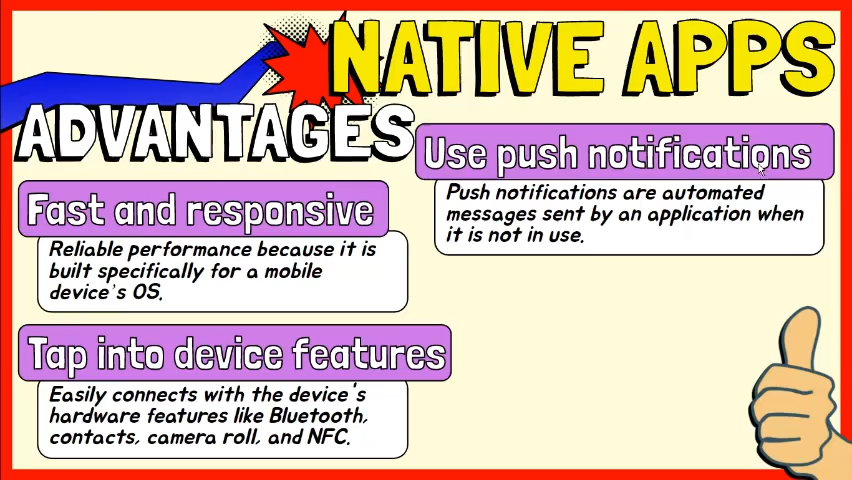 NATIVE APPS
ADVANTAGES
Fast and responsive
Reliable performance because it is
built specifically for a mobile
device's OS.
Tap into device features
Easily connects with the device's
hardware features like Bluetooth,
contacts, camera roll, and NFC.
Use push notifications
Push notifications are automated
messages sent by an application when
it is not in use.